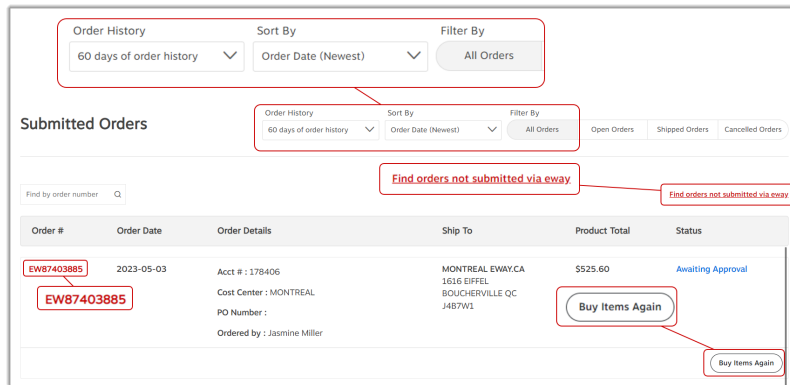 Order History Sort By Filter By
60 days of order history Order Date (Newest) All Orders
Submitted Orders
Order History Sort By Filter By
60 days of order history Order Date (Newest) All Orders Open Orders Shipped Orders Cancelled Orders
Find orders not submitted via eway
Find by order number Find orders not submitted via eway
Order # Order Date Order Details Ship To Product Total Status
EW87403885 2023-05-03 Acct # : 178406 MONTREAL EWAY.CA $525.60 Awaiting Approval
1616 EIFFEL
Cost Center : MONTREAL BOUCHERVILLE QC
EW87403885 J4B7W1 Buy Items Again
PO Number :
Ordered by : Jasmine Miller
Buy Items Again